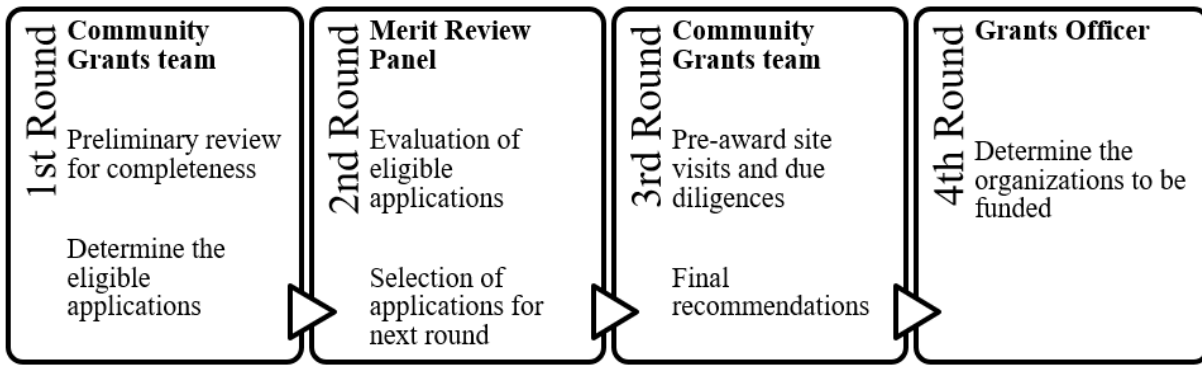 1st Round
Community
Grants team
Preliminary review
for completeness
Determine the
eligible
applications
2nd Round
Merit Review
Panel
Evaluation of
eligible
applications
Selection of
applications for
next round
3rd Round
Community
Grants team
Pre-award site
visits and due
diligences
Final
recommendations
4th Round
Grants Officer
Determine the
organizations to be
funded